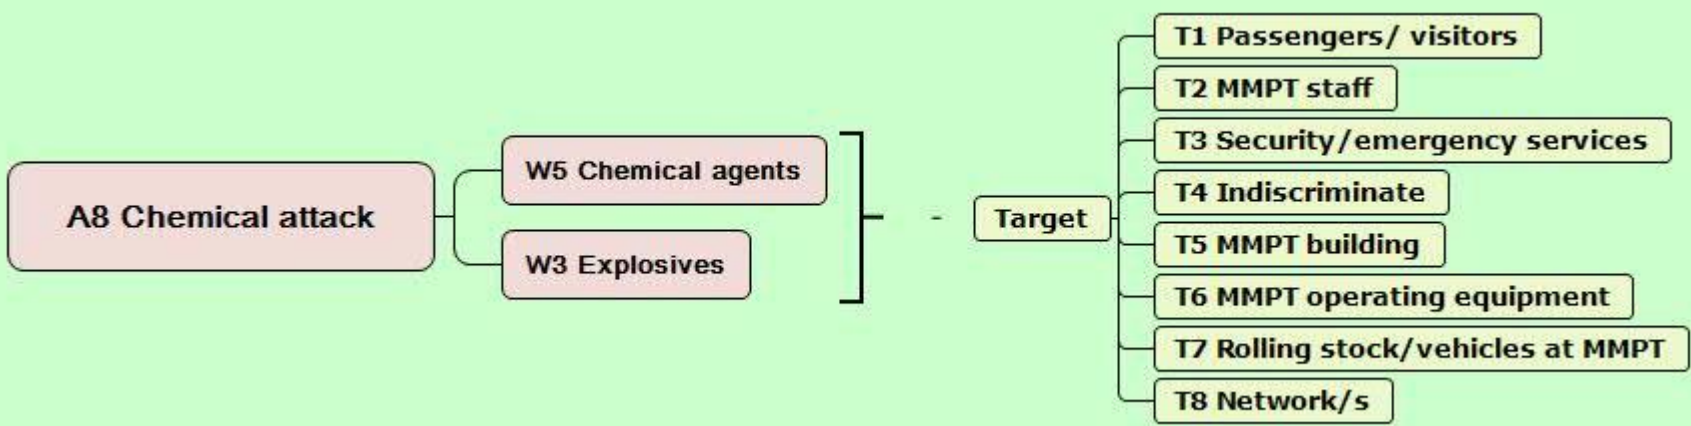 A8 Chemical attack
W5 Chemical agents
W3 Explosives
-
Target
T1 Passengers/ visitors
T2 MMPT staff
T3 Security/emergency services
T4 Indiscriminate
T5 MMPT building
T6 MMPT operating equipment
T7 Rolling stock/vehicles at MMPT
T8 Network/s